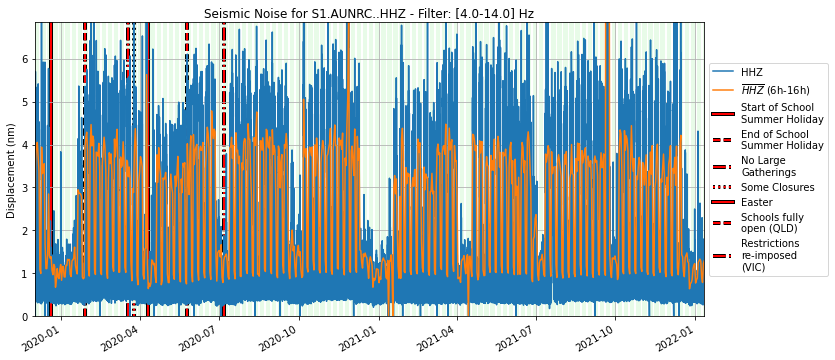 Seismic Noise for S1.AUNRC..HHZ - Filter: [4.0-14.0] Hz
Displacement (nm)
6
5
4
3
2
1
0
2020-01
2020-04
2020-07
2020-10
2021-01
2021-04
2021-07
2021-10
2022-01
HHZ
HHZ (6h-16h)
Start of School
Summer Holiday
End of School
Summer Holiday
No Large
Gatherings
Some Closures
Easter
Schools fully
open (QLD)
Restrictions
re-imposed
(VIC)